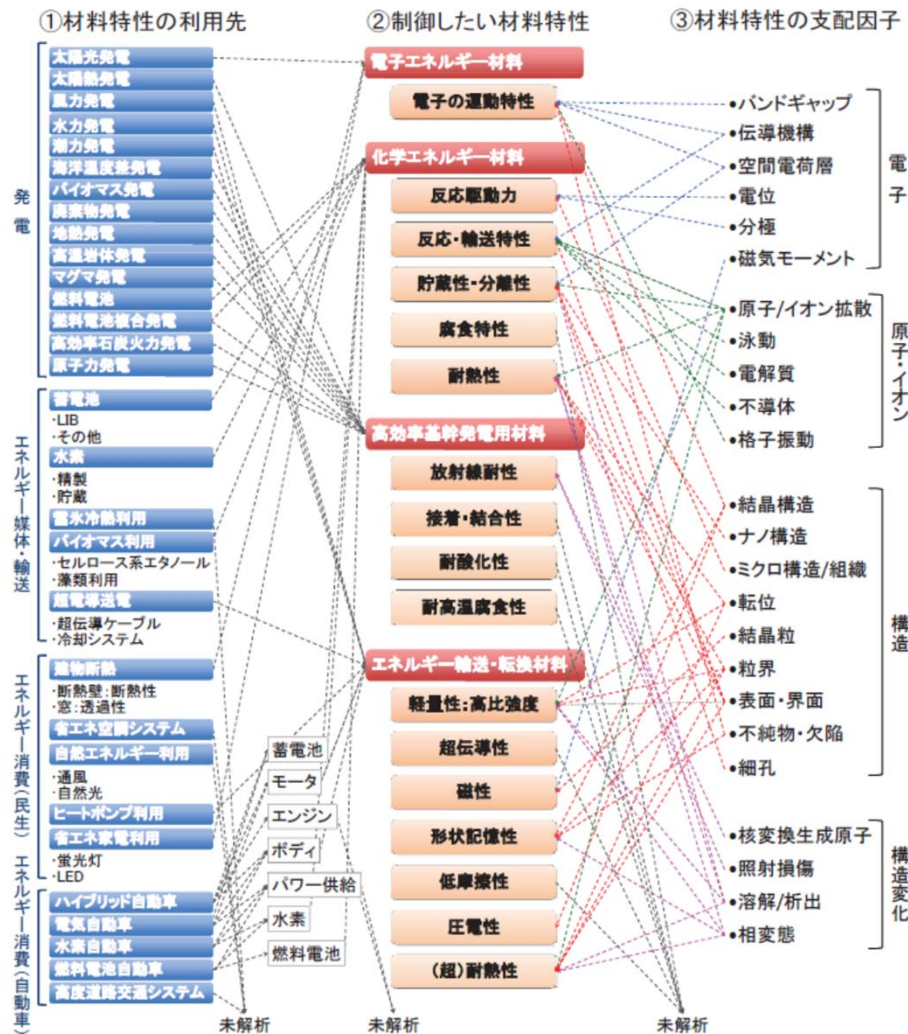 ①材料特性の利用先
発電
太陽光発電
太陽熱発電
風力発電
水力発電
潮力発電
海洋温度差発電
バイオマス発電
廃棄物発電
地熱発電
高温岩体発電
マグマ発電
燃料電池
燃料電池複合発電
高効率石炭火力発電
原子力発電
エネルギー媒体・輸送
蓄電池
・LIB
・その他
水素
・精製
・貯蔵
雪氷冷熱利用
バイオマス利用
・セルロース系エタノール
・藻類利用
超電導送電
・超伝導ケーブル
・冷却システム
エネルギー消費(民生)
建物断熱
・断熱壁:断熱性
・窓:透過性
省エネ空調システム
自然エネルギー利用
・通風
・自然光
ヒートポンプ利用
省エネ家電利用
・蛍光灯
・LED
エネルギー消費(自動車)
ハイブリッド自動車
電気自動車
水素自動車
燃料電池自動車
高度道路交通システム
蓄電池
モータ
エンジン
ボディ
パワー供給
水素
燃料電池
未解析
②制御したい材料特性
電子エネルギー材料
電子の運動特性
化学エネルギー材料
反応駆動力
反応・輸送特性
貯蔵性・分離性
腐食特性
耐熱性
高効率基幹発電用材料
放射線耐性
接着・結合性
耐酸化性
耐高温腐食性
エネルギー輸送・転換材料
軽量性:高比強度
超伝導性
磁性
形状記憶性
低摩擦性
圧電性
(超)耐熱性
未解析
③材料特性の支配因子
•バンドギャップ
•伝導機構
•空間電荷層
•電位
•分極
•磁気モーメント
電子
•原子/イオン拡散
•泳動
•電解質
•不導体
•格子振動
原子・イオン
•結晶構造
•ナノ構造
•ミクロ構造/組織
•転位
•結晶粒
•粒界
•表面・界面
•不純物・欠陥
•細孔
構造
•核変換生成原子
•照射損傷
•溶解/析出
•相変態
構造変化
未解析